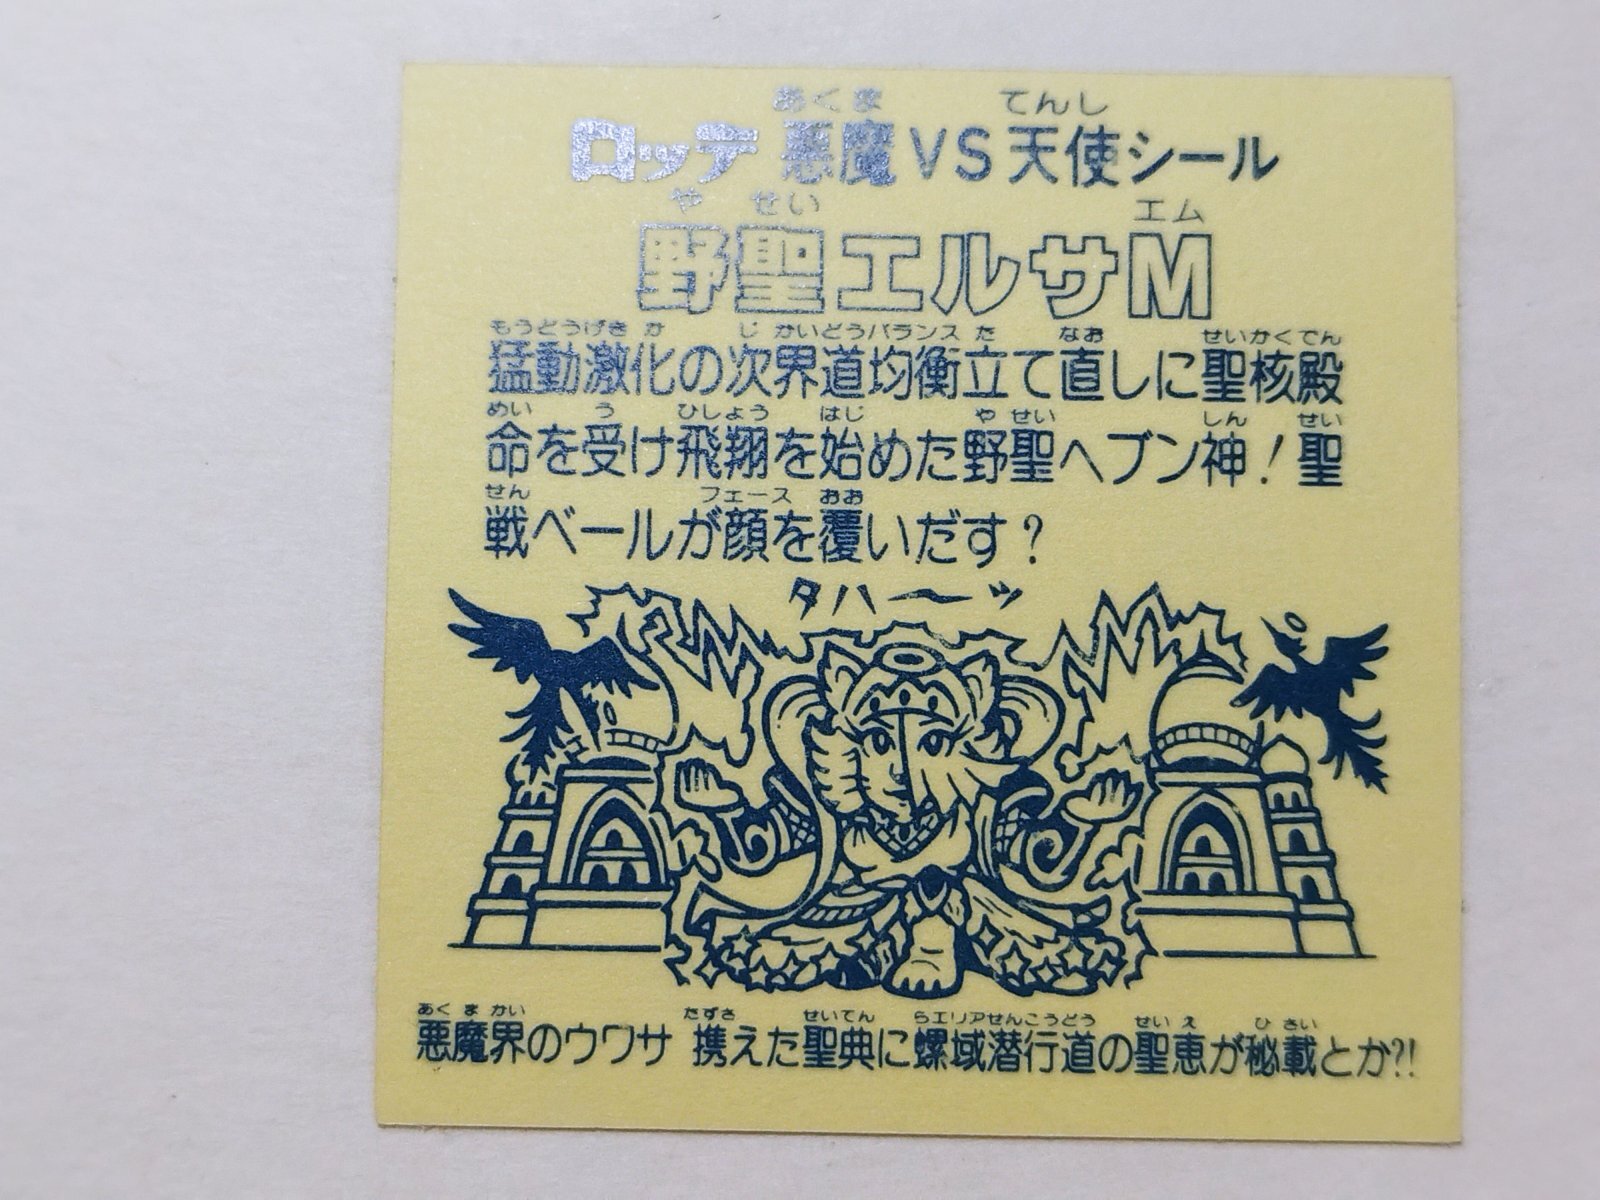 ロッテ 悪魔VS天使シール
野聖エルサM
猛動激化の次界道均衡立て直しに聖核殿
命を受け飛翔を始めた野聖ヘブン神！聖
戦ベールが顔を覆いだす？
タハーッ
悪魔界のウワサ 携えた聖典に螺域潜行道の聖恵が秘載とか?!